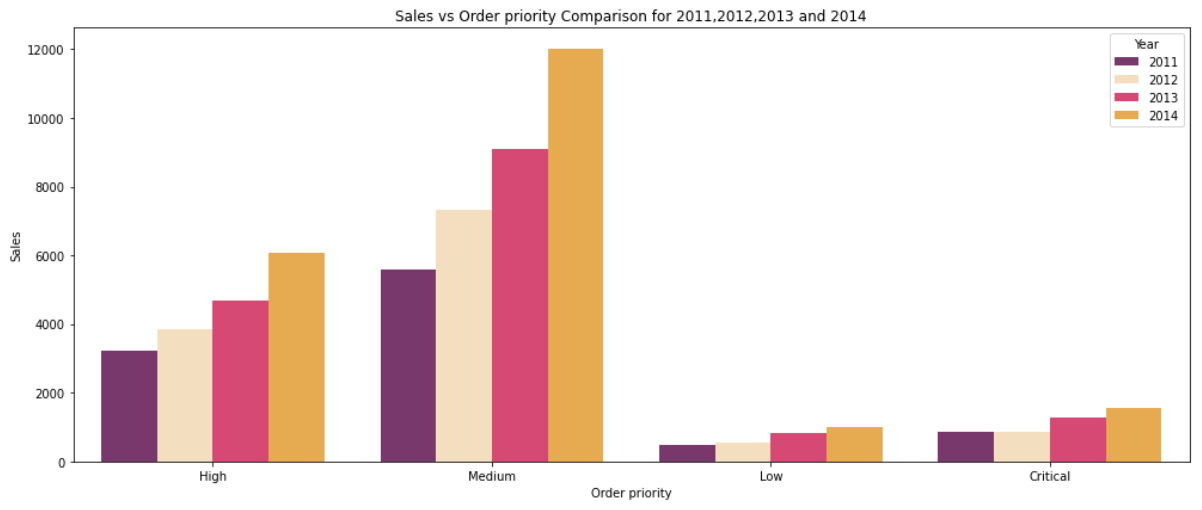 Sales vs Order priority Comparison for 2011,2012,2013 and 2014
12000
10000
8000
6000
4000
2000
0
Sales
High
Medium
Low
Critical
Order priority
Year
2011
2012
2013
2014